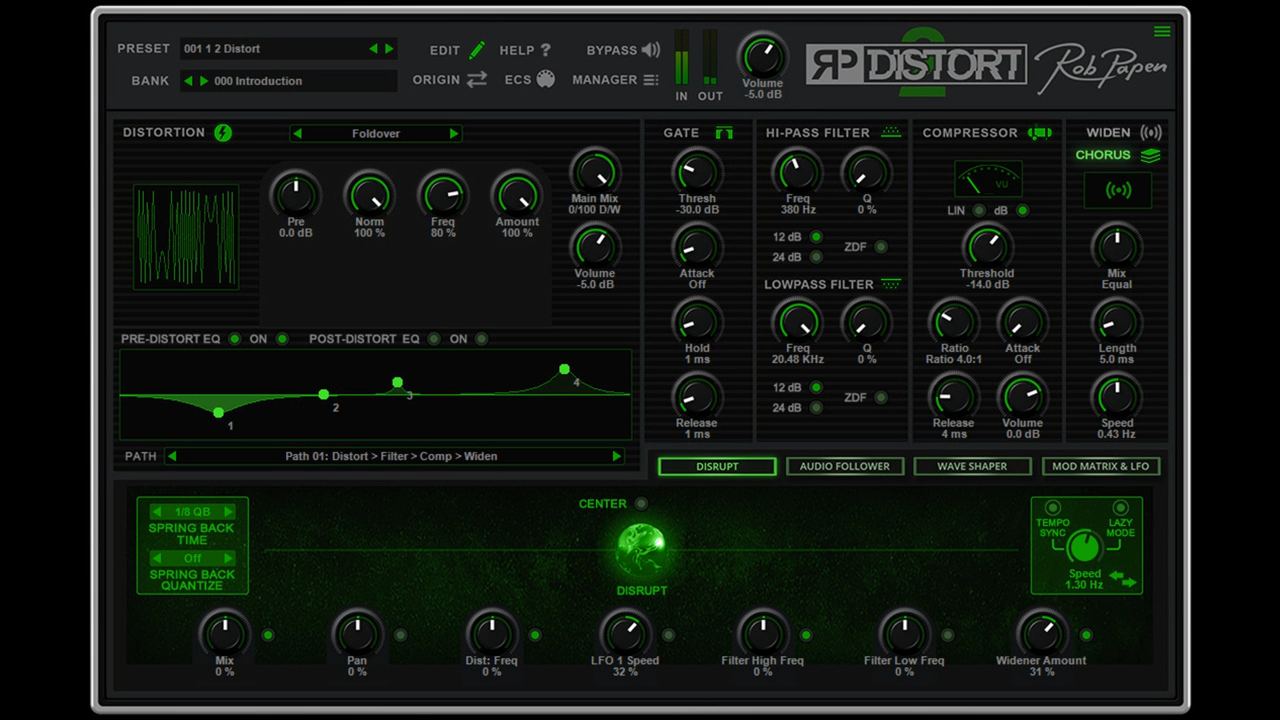 PRESET 001 1 2 Distort
BANK 000 Introduction
EDIT HELP ? BYPASS
ORIGIN ECS MANAGER
IN OUT
Volume
-5.0 dB
RP DISTORT 2
Rob Papen
DISTORTION
Foldover
Pre
0.0 dB
Norm
100 %
Freq
80 %
Amount
100 %
Main Mix
0/100 D/W
Volume
-5.0 dB
PRE-DISTORT EQ ON POST-DISTORT EQ ON
1
2
3
4
PATH Path 01: Distort > Filter > Comp > Widen
GATE
Thresh
-30.0 dB
Attack
Off
Hold
1 ms
Release
1 ms
HI-PASS FILTER
Freq
380 Hz
Q
0 %
12 dB
24 dB
ZDF
LOWPASS FILTER
Freq
20.48 KHz
Q
0 %
12 dB
24 dB
ZDF
COMPRESSOR
VU
LIN dB
Threshold
-14.0 dB
Ratio
Ratio 4.0:1
Attack
Off
Release
4 ms
Volume
0.0 dB
WIDEN
CHORUS
Mix
Equal
Length
5.0 ms
Speed
0.43 Hz
DISRUPT AUDIO FOLLOWER WAVE SHAPER MOD MATRIX & LFO
1/8 QB
SPRING BACK
TIME
Off
SPRING BACK
QUANTIZE
CENTER
DISRUPT
TEMPO
SYNC
LAZY
MODE
Speed
1.30 Hz
Mix
0 %
Pan
0 %
Dist: Freq
0 %
LFO 1 Speed
32 %
Filter High Freq
0 %
Filter Low Freq
0 %
Widener Amount
31 %